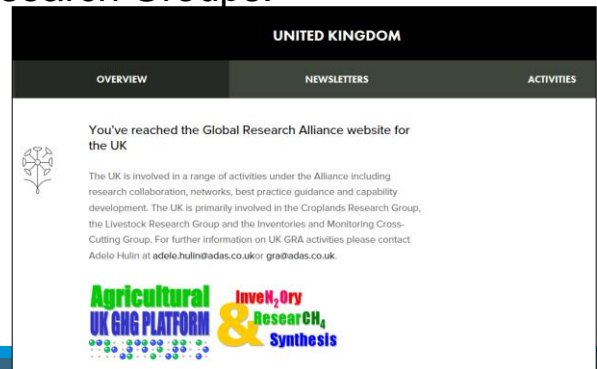 search Groups.
UNITED KINGDOM
OVERVIEW NEWSLETTERS ACTIVITIES
You've reached the Global Research Alliance website for
the UK
The UK is involved in a range of activities under the Alliance including
research collaboration, networks, best practice guidance and capability
development. The UK is primarily involved in the Croplands Research Group,
the Livestock Research Group and the Inventories and Monitoring Cross-
Cutting Group. For further information on UK GRA activities please contact
Adele Hulin at adele.hulin@adas.co.ukor gra@adas.co.uk.
Agricultural
UK GHG PLATFORM
&
InveN₂Ory
ResearCH₄
Synthesis